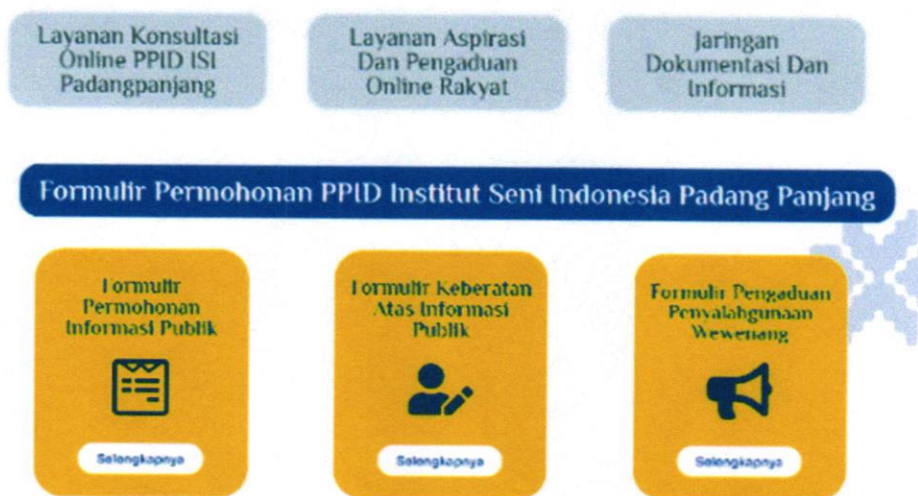 Layanan Konsultasi
Online PPID ISI
Padangpanjang
Layanan Aspirasi
Dan Pengaduan
Online Rakyat
Jaringan
Dokumentasi Dan
Informasi
Formulir Permohonan PPID Institut Seni Indonesia Padang Panjang
Formulir
Permohonan
Informasi Publik
Selengkapnya
Formulir Keberatan
Atas Informasi
Publik
Selengkapnya
Formulir Pengaduan
Penyalahgunaan
Wewenang
Selengkapnya